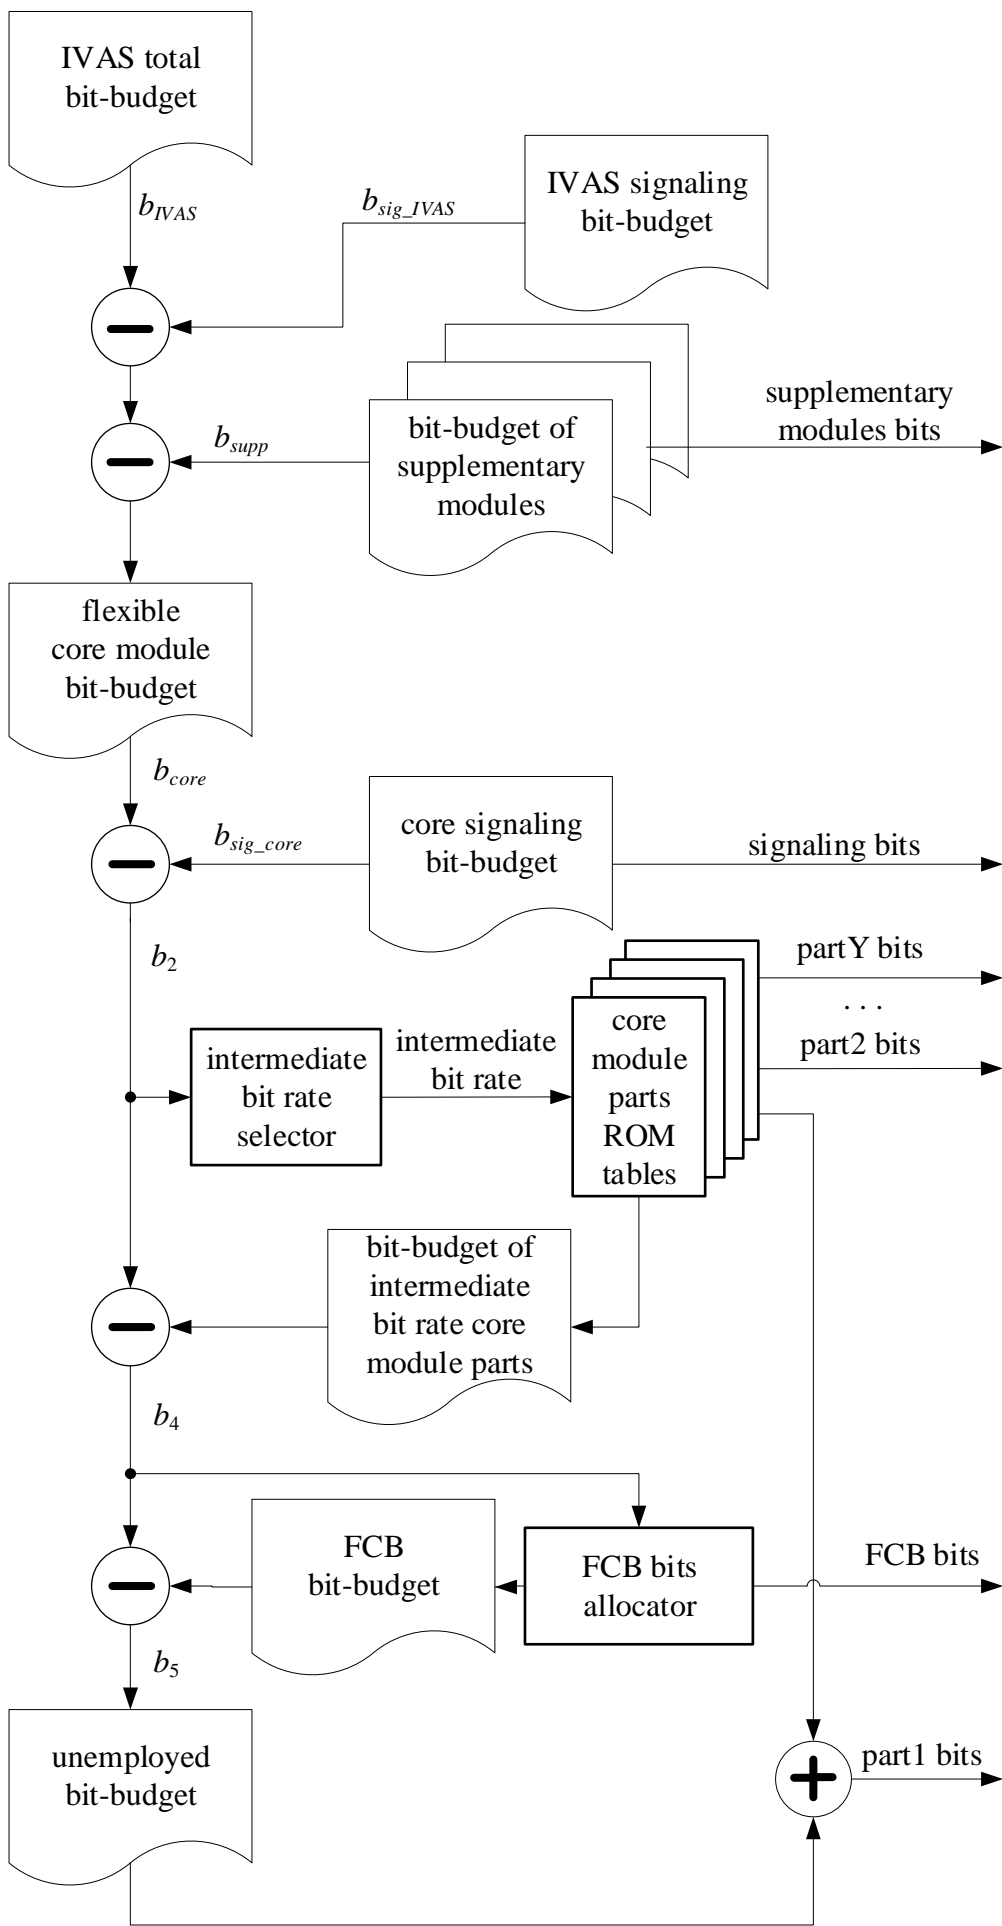 IVAS total
bit-budget
IVAS signaling
bit-budget
b_IVAS
b_sig_IVAS
supplementary
modules bits
b_supp
bit-budget of
supplementary
modules
flexible
core module
bit-budget
b_core
core signaling
bit-budget
b_sig_core
signaling bits
b_2
partY bits
. . .
part2 bits
intermediate
bit rate
selector
intermediate
bit rate
core
module
parts
ROM
tables
bit-budget of
intermediate
bit rate core
module parts
b_4
FCB
bit-budget
FCB bits
allocator
FCB bits
b_5
unemployed
bit-budget
part1 bits